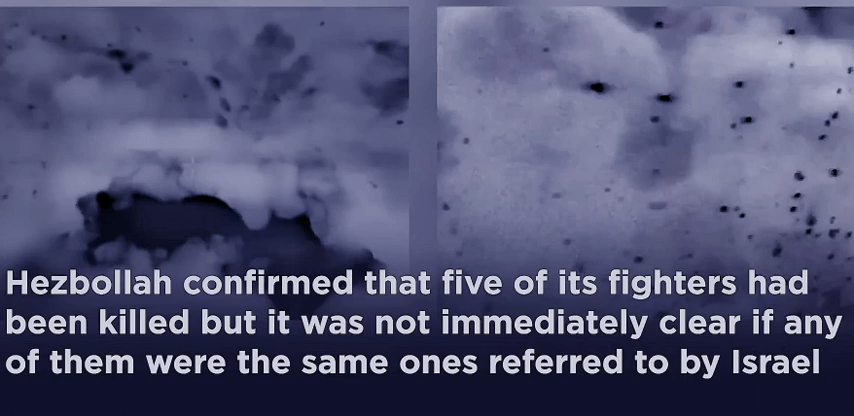 Hezbollah confirmed that five of its fighters had
been killed but it was not immediately clear if any
of them were the same ones referred to by Israel